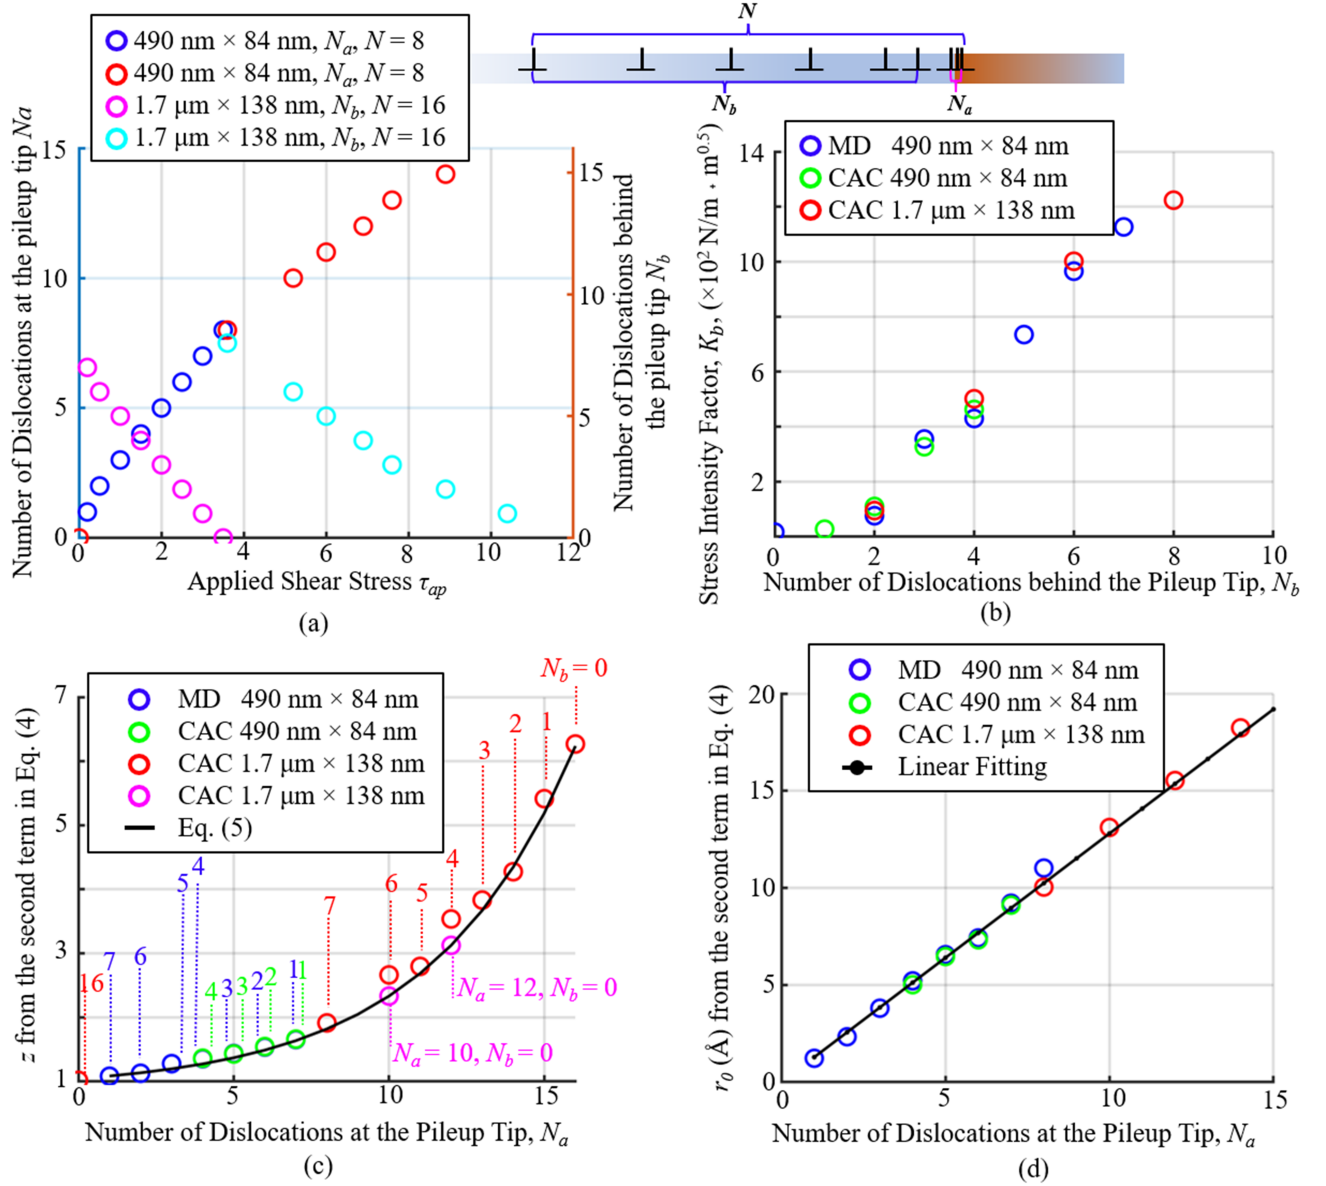 490 nm × 84 nm, Na, N = 8
490 nm × 84 nm, Na, N = 8
1.7 μm × 138 nm, Nb, N = 16
1.7 μm × 138 nm, Nb, N = 16
N
Nb
Na
Number of Dislocations at the pileup tip Na
15
10
5
0
0
2
4
6
8
10
12
15
10
5
0
Number of Dislocations behind
the pileup tip Nb
Applied Shear Stress τap
(a)
MD 490 nm × 84 nm
CAC 490 nm × 84 nm
CAC 1.7 μm × 138 nm
Stress Intensity Factor, Kb, (×10² N/m · m^0.5)
14
10
6
2
0
2
4
6
8
10
Number of Dislocations behind the Pileup Tip, Nb
(b)
MD 490 nm × 84 nm
CAC 490 nm × 84 nm
CAC 1.7 μm × 138 nm
CAC 1.7 μm × 138 nm
Eq. (5)
z from the second term in Eq. (4)
7
5
3
1
Nb = 0
1
2
3
4
5
6
7
4
5
6
7
16
4
3
3
2
2
1
1
Na = 12, Nb = 0
Na = 10, Nb = 0
0
5
10
15
Number of Dislocations at the Pileup Tip, Na
(c)
MD 490 nm × 84 nm
CAC 490 nm × 84 nm
CAC 1.7 μm × 138 nm
Linear Fitting
r0 (Å) from the second term in Eq. (4)
20
15
10
5
0
0
5
10
15
Number of Dislocations at the Pileup Tip, Na
(d)